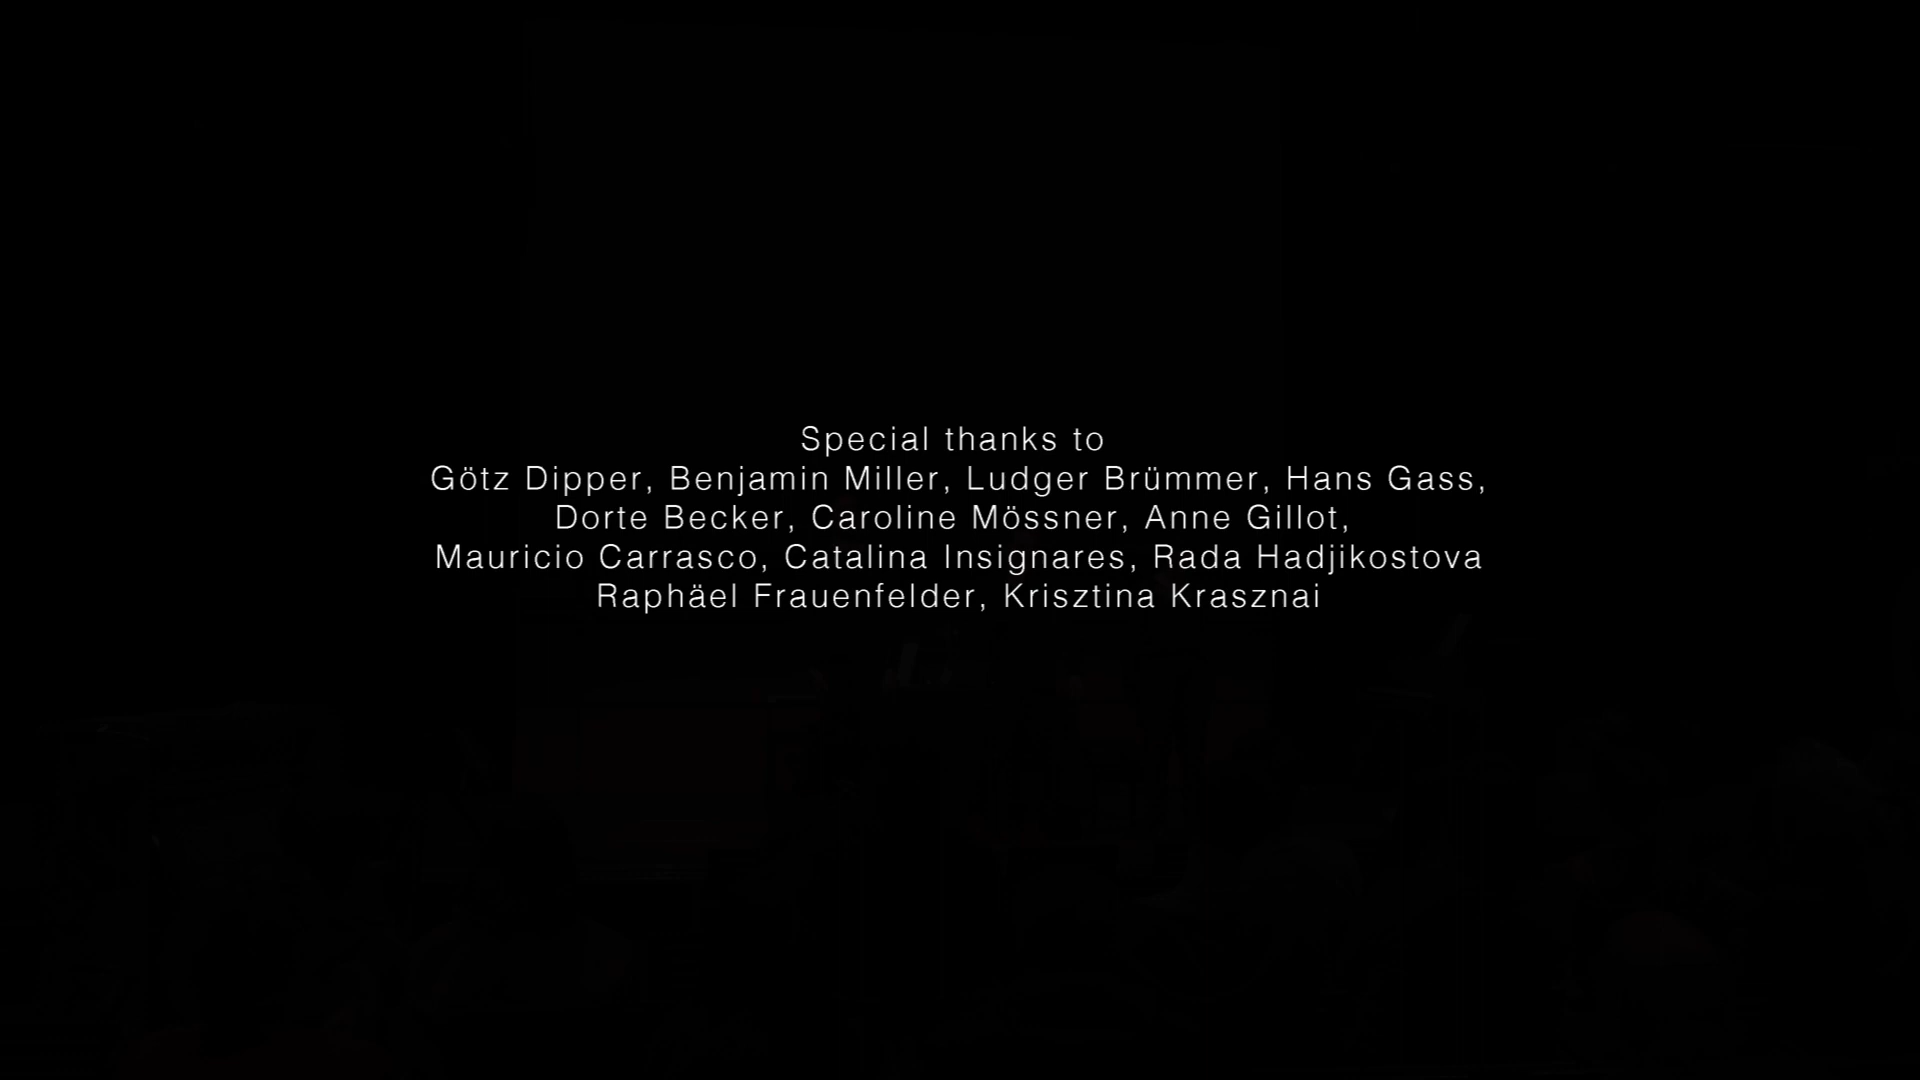 Special thanks to
Götz Dipper, Benjamin Miller, Ludger Brümmer, Hans Gass,
Dorte Becker, Caroline Mössner, Anne Gillot,
Mauricio Carrasco, Catalina Insignares, Rada Hadjikostova
Raphäel Frauenfelder, Krisztina Krasznai